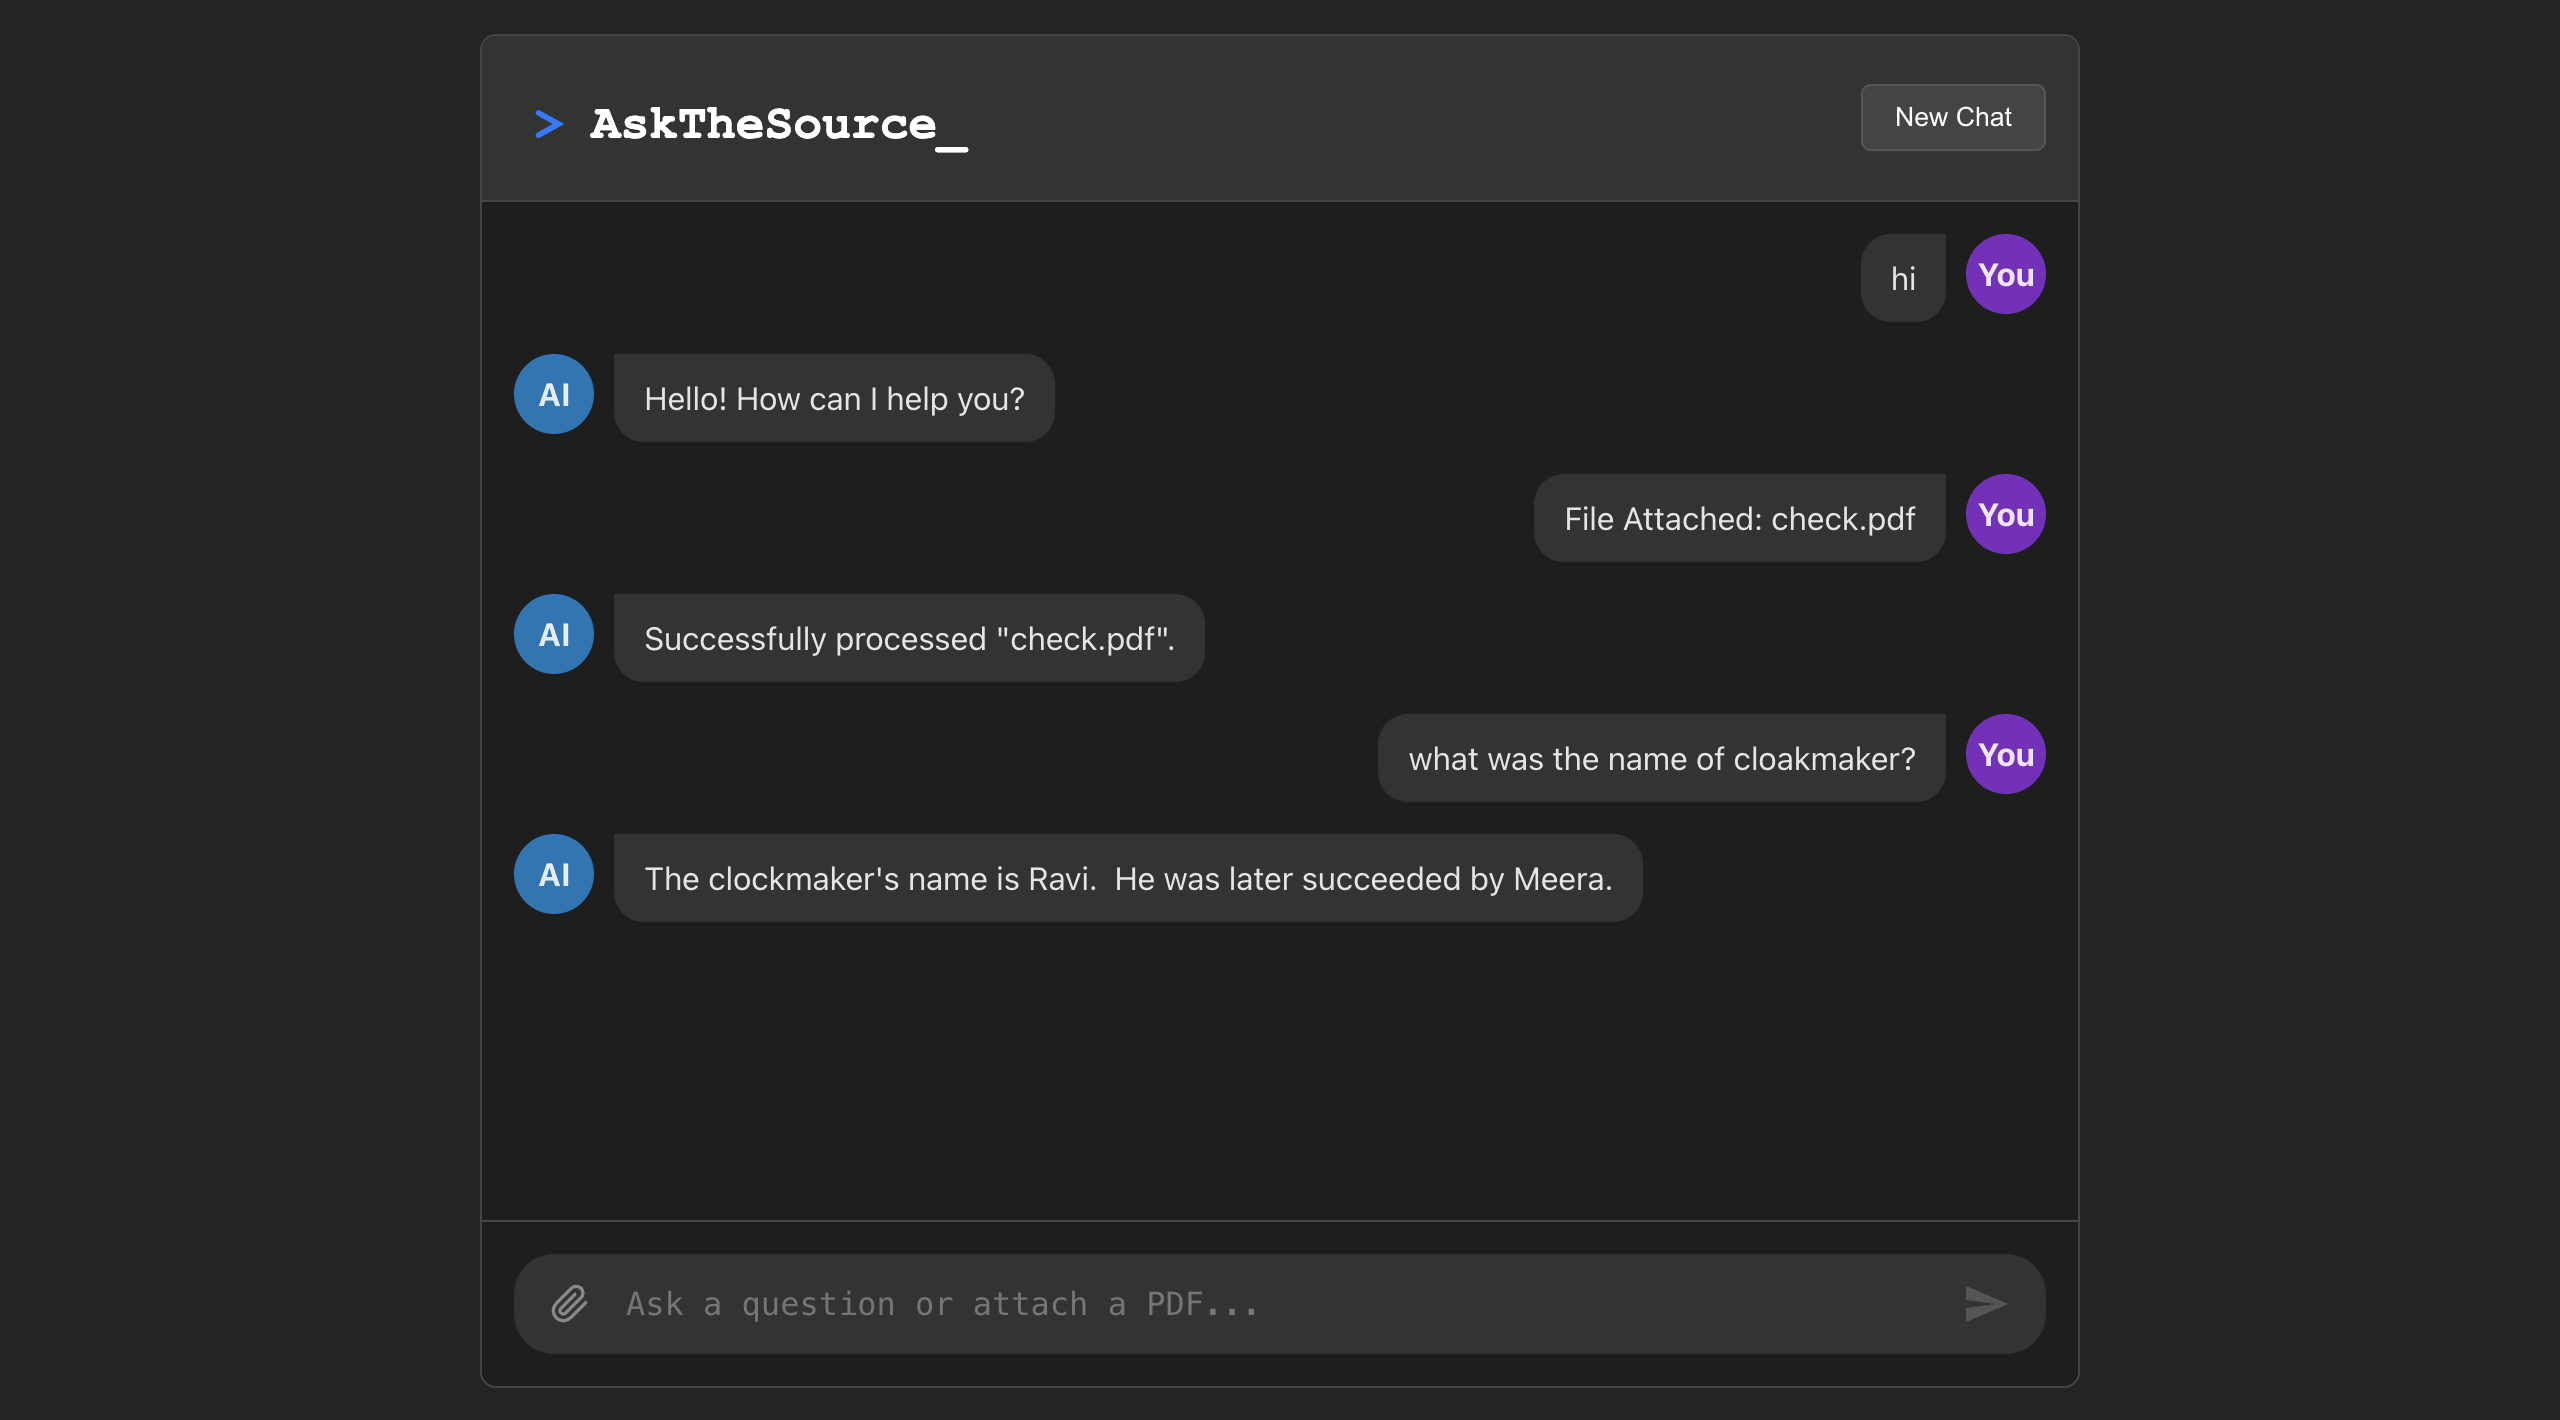 > AskTheSource_
New Chat
hi
You
AI
Hello! How can I help you?
File Attached: check.pdf
You
AI
Successfully processed "check.pdf".
what was the name of cloakmaker?
You
AI
The clockmaker's name is Ravi.  He was later succeeded by Meera.
Ask a question or attach a PDF...